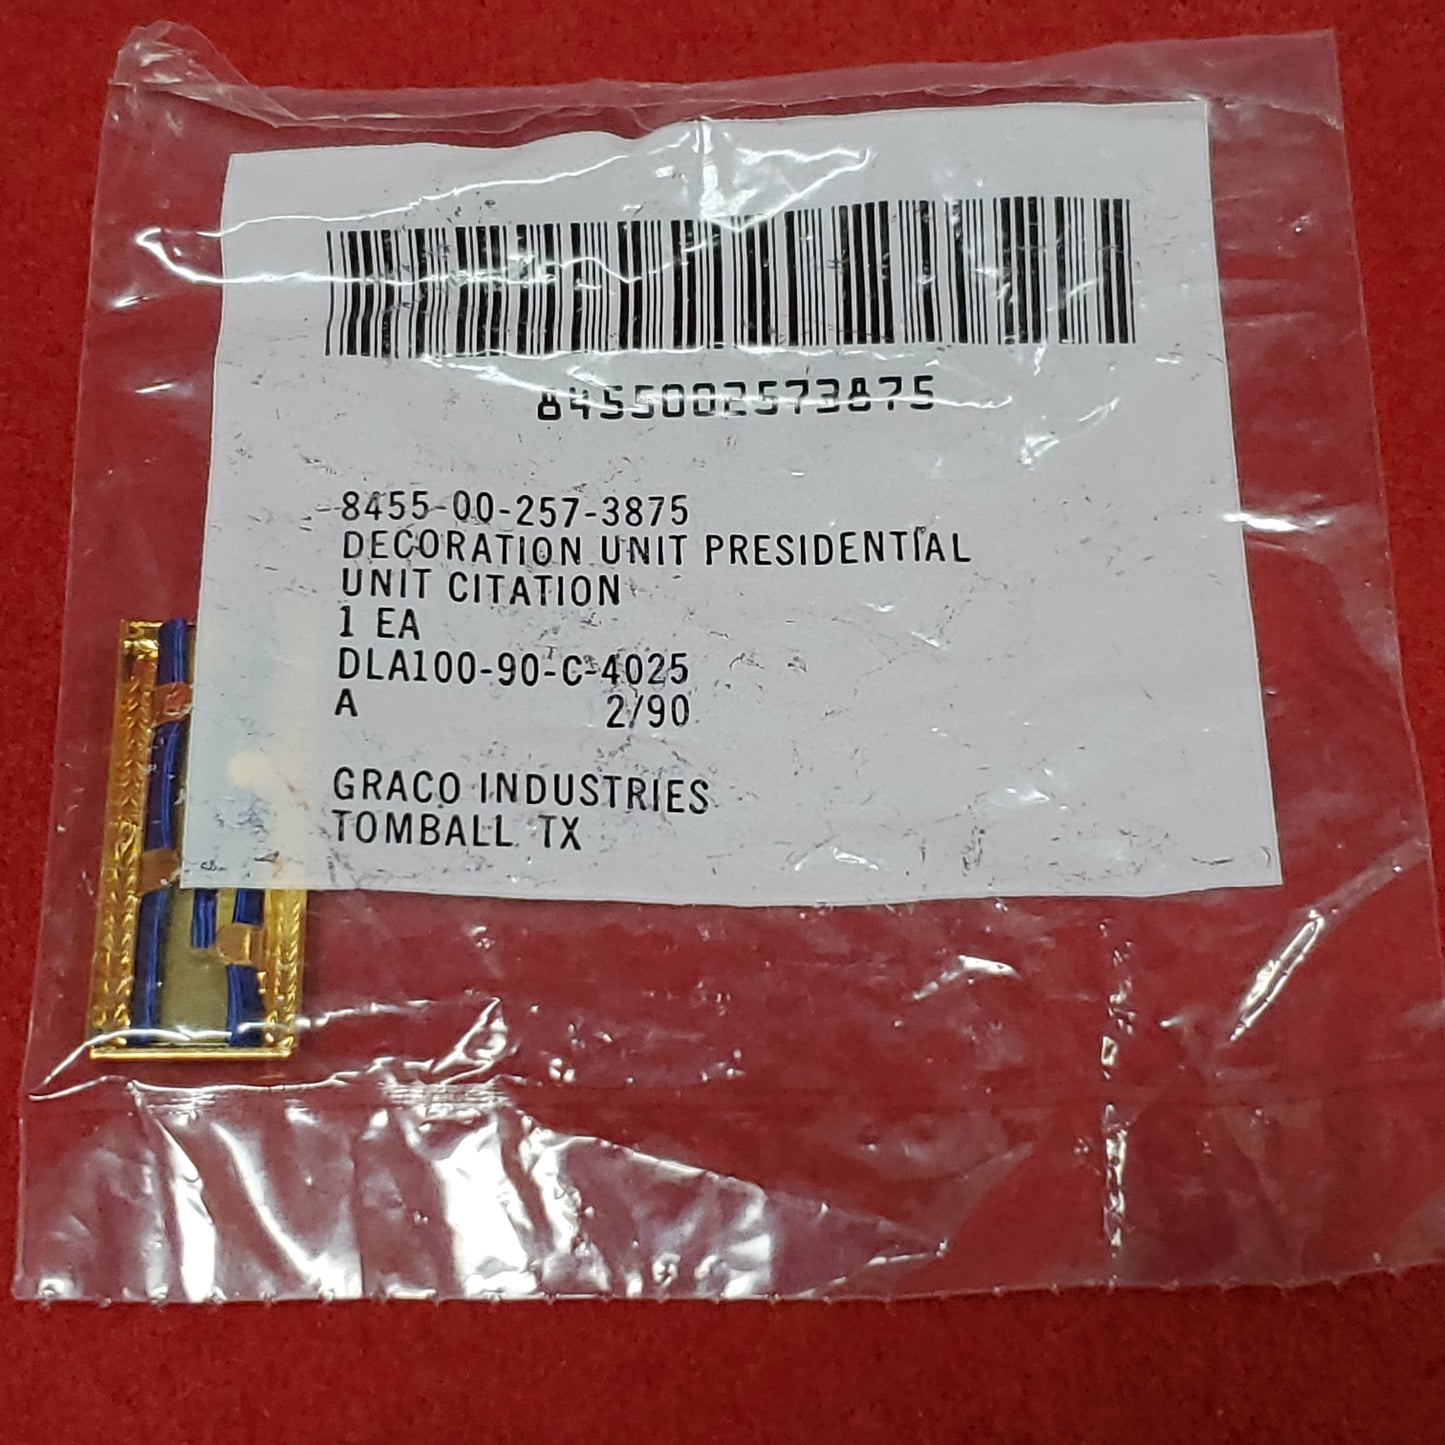 8455002573875
8455-00-257-3875
DECORATION UNIT PRESIDENTIAL
UNIT CITATION
1 EA
DLA100-90-C-4025
A 2/90
GRACO INDUSTRIES
TOMBALL TX